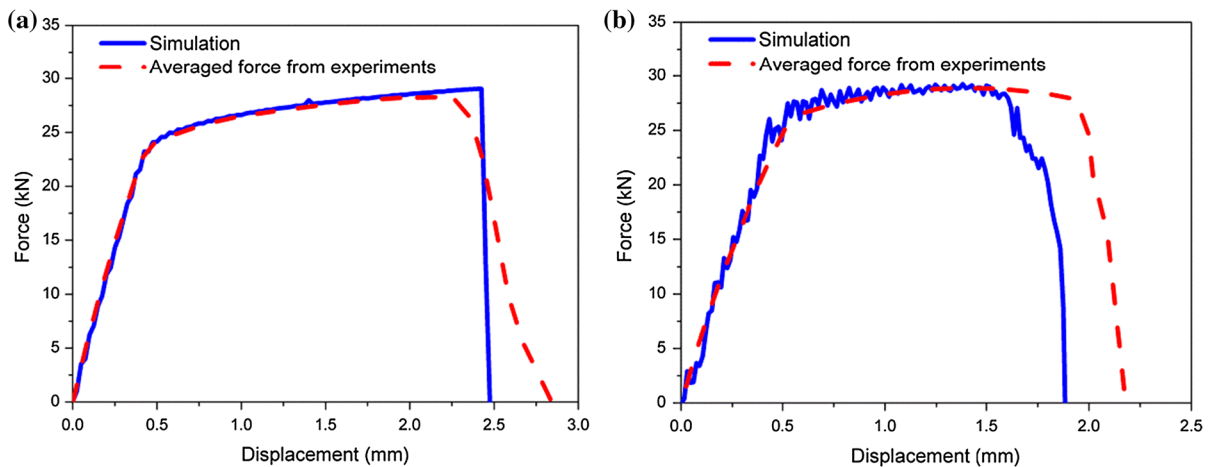 (a)
35
30
25
20
15
10
5
0
Force (kN)
Simulation
Averaged force from experiments
0.0 0.5 1.0 1.5 2.0 2.5 3.0
Displacement (mm)
(b)
35
30
25
20
15
10
5
0
Force (kN)
Simulation
Averaged force from experiments
0.0 0.5 1.0 1.5 2.0 2.5
Displacement (mm)